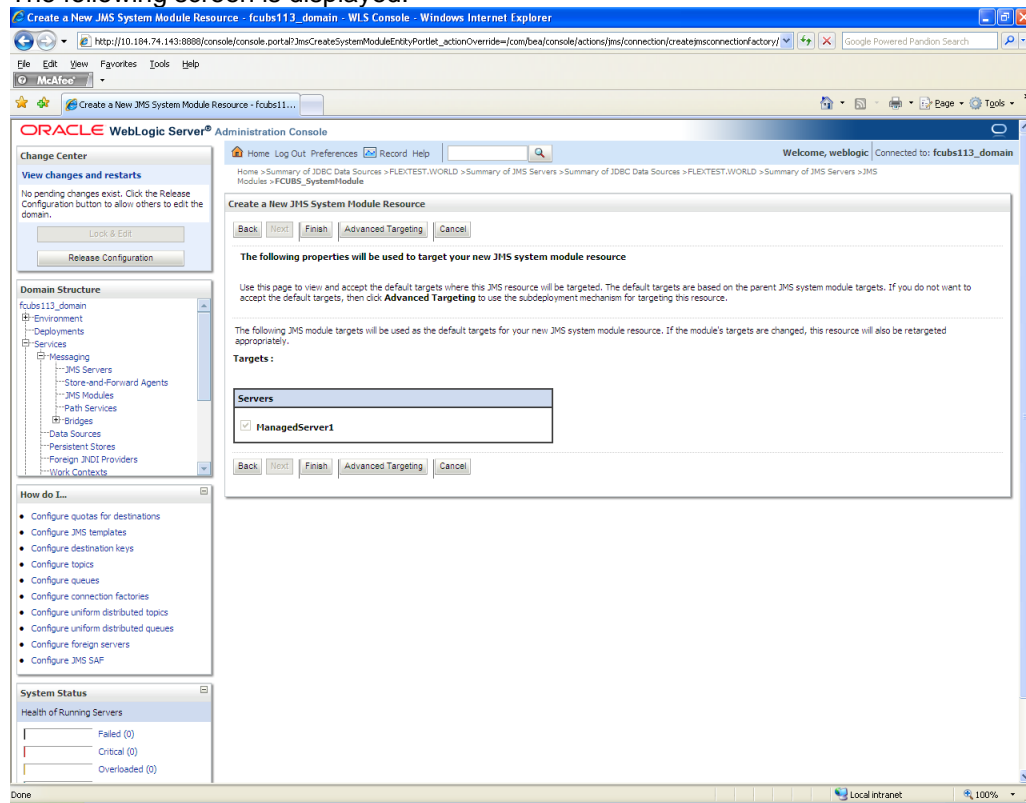 The following screen is displayed.
Create a New JMS System Module Resource - fcubs113_domain - WLS Console - Windows Internet Explorer
http://10.184.74.143:8888/console/console.portal?JmsCreateSystemModuleEntityPortlet_actionOverride=/com/bea/console/actions/jms/connection/createjmsconnectionfactory/
Google Powered Pandion Search
File Edit View Favorites Tools Help
McAfee
Create a New JMS System Module Resource - fcubs11...
Page Tools
ORACLE WebLogic Server® Administration Console
Change Center
View changes and restarts
No pending changes exist. Click the Release Configuration button to allow others to edit the domain.
Lock & Edit
Release Configuration
Domain Structure
fcubs113_domain
Environment
Deployments
Services
Messaging
JMS Servers
Store-and-Forward Agents
JMS Modules
Path Services
Bridges
Data Sources
Persistent Stores
Foreign JNDI Providers
Work Contexts
How do I...
Configure quotas for destinations
Configure JMS templates
Configure destination keys
Configure topics
Configure queues
Configure connection factories
Configure uniform distributed topics
Configure uniform distributed queues
Configure foreign servers
Configure JMS SAF
System Status
Health of Running Servers
Failed (0)
Critical (0)
Overloaded (0)
Home Log Out Preferences Record Help
Welcome, weblogic Connected to: fcubs113_domain
Home >Summary of JDBC Data Sources >FLEXTEST.WORLD >Summary of JMS Servers >Summary of JDBC Data Sources >FLEXTEST.WORLD >Summary of JMS Servers >JMS
Modules >FCUBS_SystemModule
Create a New JMS System Module Resource
Back Next Finish Advanced Targeting Cancel
The following properties will be used to target your new JMS system module resource
Use this page to view and accept the default targets where this JMS resource will be targeted. The default targets are based on the parent JMS system module targets. If you do not want to
accept the default targets, then click Advanced Targeting to use the subdeployment mechanism for targeting this resource.
The following JMS module targets will be used as the default targets for your new JMS system module resource. If the module's targets are changed, this resource will also be retargeted
appropriately.
Targets :
Servers
ManagedServer1
Back Next Finish Advanced Targeting Cancel
Done
Local intranet
100%